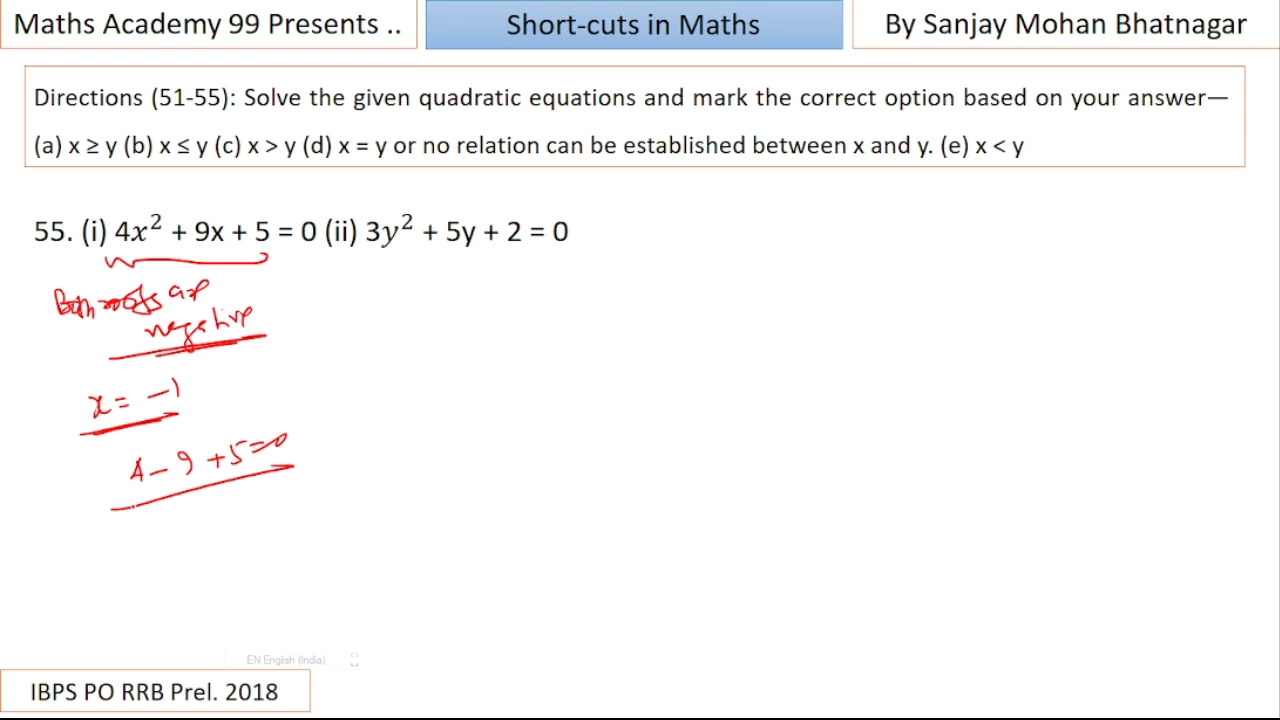 Maths Academy 99 Presents ..
Short-cuts in Maths
By Sanjay Mohan Bhatnagar
Directions (51-55): Solve the given quadratic equations and mark the correct option based on your answer—
(a) x ≥ y (b) x ≤ y (c) x > y (d) x = y or no relation can be established between x and y. (e) x < y
55. (i) 4x² + 9x + 5 = 0 (ii) 3y² + 5y + 2 = 0
Both roots are
negative
x = -1
4 - 9 + 5 = 0
EN English (India)
IBPS PO RRB Prel. 2018